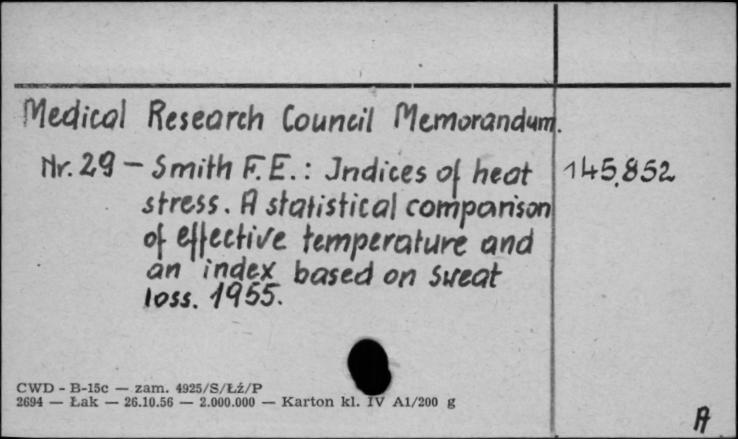 Medical Research Council Memorandum.
Nr. 29 – Smith F.E.: Indices of heat 145.852
stress. A statistical comparison
of effective temperature and
an index based on sweat
loss. 1955.
CWD - B-15c — zam. 4925/S/Łź/P
2694 — Łak — 26.10.56 — 2.000.000 — Karton kl. IV A1/200 g
A